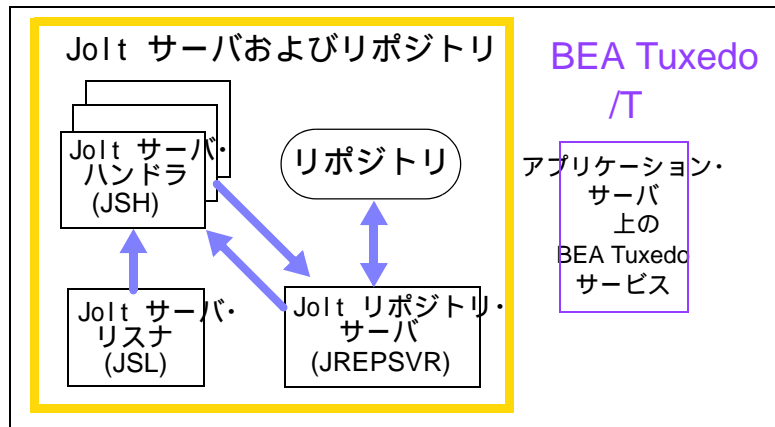 Jolt サーバおよびリポジトリ
Jolt サーバ・
ハンドラ
(JSH)
リポジトリ
Jolt サーバ・
リスナ
(JSL)
Jolt リポジトリ・
サーバ
(JREPSVR)
BEA Tuxedo
/T
アプリケーション・
サーバ
上の
BEA Tuxedo
サービス